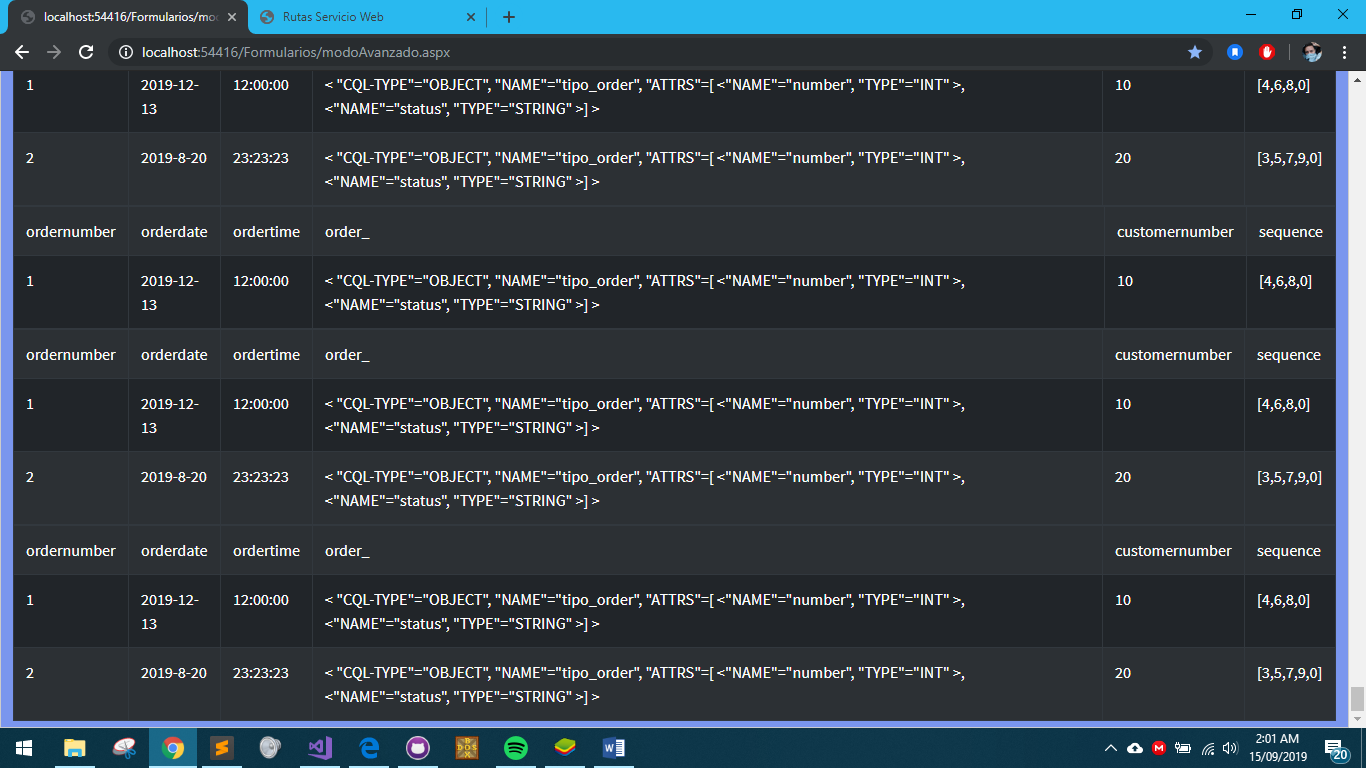 localhost:54416/Formularios/mo
Rutas Servicio Web
localhost:54416/Formularios/modoAvanzado.aspx
1 2019-12-13 12:00:00 < "CQL-TYPE"="OBJECT", "NAME"="tipo_order", "ATTRS"=[ <"NAME"="number", "TYPE"="INT" >, 10 [4,6,8,0]
<"NAME"="status", "TYPE"="STRING" >] >
2 2019-8-20 23:23:23 < "CQL-TYPE"="OBJECT", "NAME"="tipo_order", "ATTRS"=[ <"NAME"="number", "TYPE"="INT" >, 20 [3,5,7,9,0]
<"NAME"="status", "TYPE"="STRING" >] >
ordernumber orderdate ordertime order_ customernumber sequence
1 2019-12-13 12:00:00 < "CQL-TYPE"="OBJECT", "NAME"="tipo_order", "ATTRS"=[ <"NAME"="number", "TYPE"="INT" >, 10 [4,6,8,0]
<"NAME"="status", "TYPE"="STRING" >] >
ordernumber orderdate ordertime order_ customernumber sequence
1 2019-12-13 12:00:00 < "CQL-TYPE"="OBJECT", "NAME"="tipo_order", "ATTRS"=[ <"NAME"="number", "TYPE"="INT" >, 10 [4,6,8,0]
<"NAME"="status", "TYPE"="STRING" >] >
2 2019-8-20 23:23:23 < "CQL-TYPE"="OBJECT", "NAME"="tipo_order", "ATTRS"=[ <"NAME"="number", "TYPE"="INT" >, 20 [3,5,7,9,0]
<"NAME"="status", "TYPE"="STRING" >] >
ordernumber orderdate ordertime order_ customernumber sequence
1 2019-12-13 12:00:00 < "CQL-TYPE"="OBJECT", "NAME"="tipo_order", "ATTRS"=[ <"NAME"="number", "TYPE"="INT" >, 10 [4,6,8,0]
<"NAME"="status", "TYPE"="STRING" >] >
2 2019-8-20 23:23:23 < "CQL-TYPE"="OBJECT", "NAME"="tipo_order", "ATTRS"=[ <"NAME"="number", "TYPE"="INT" >, 20 [3,5,7,9,0]
<"NAME"="status", "TYPE"="STRING" >] >
2:01 AM
15/09/2019
20